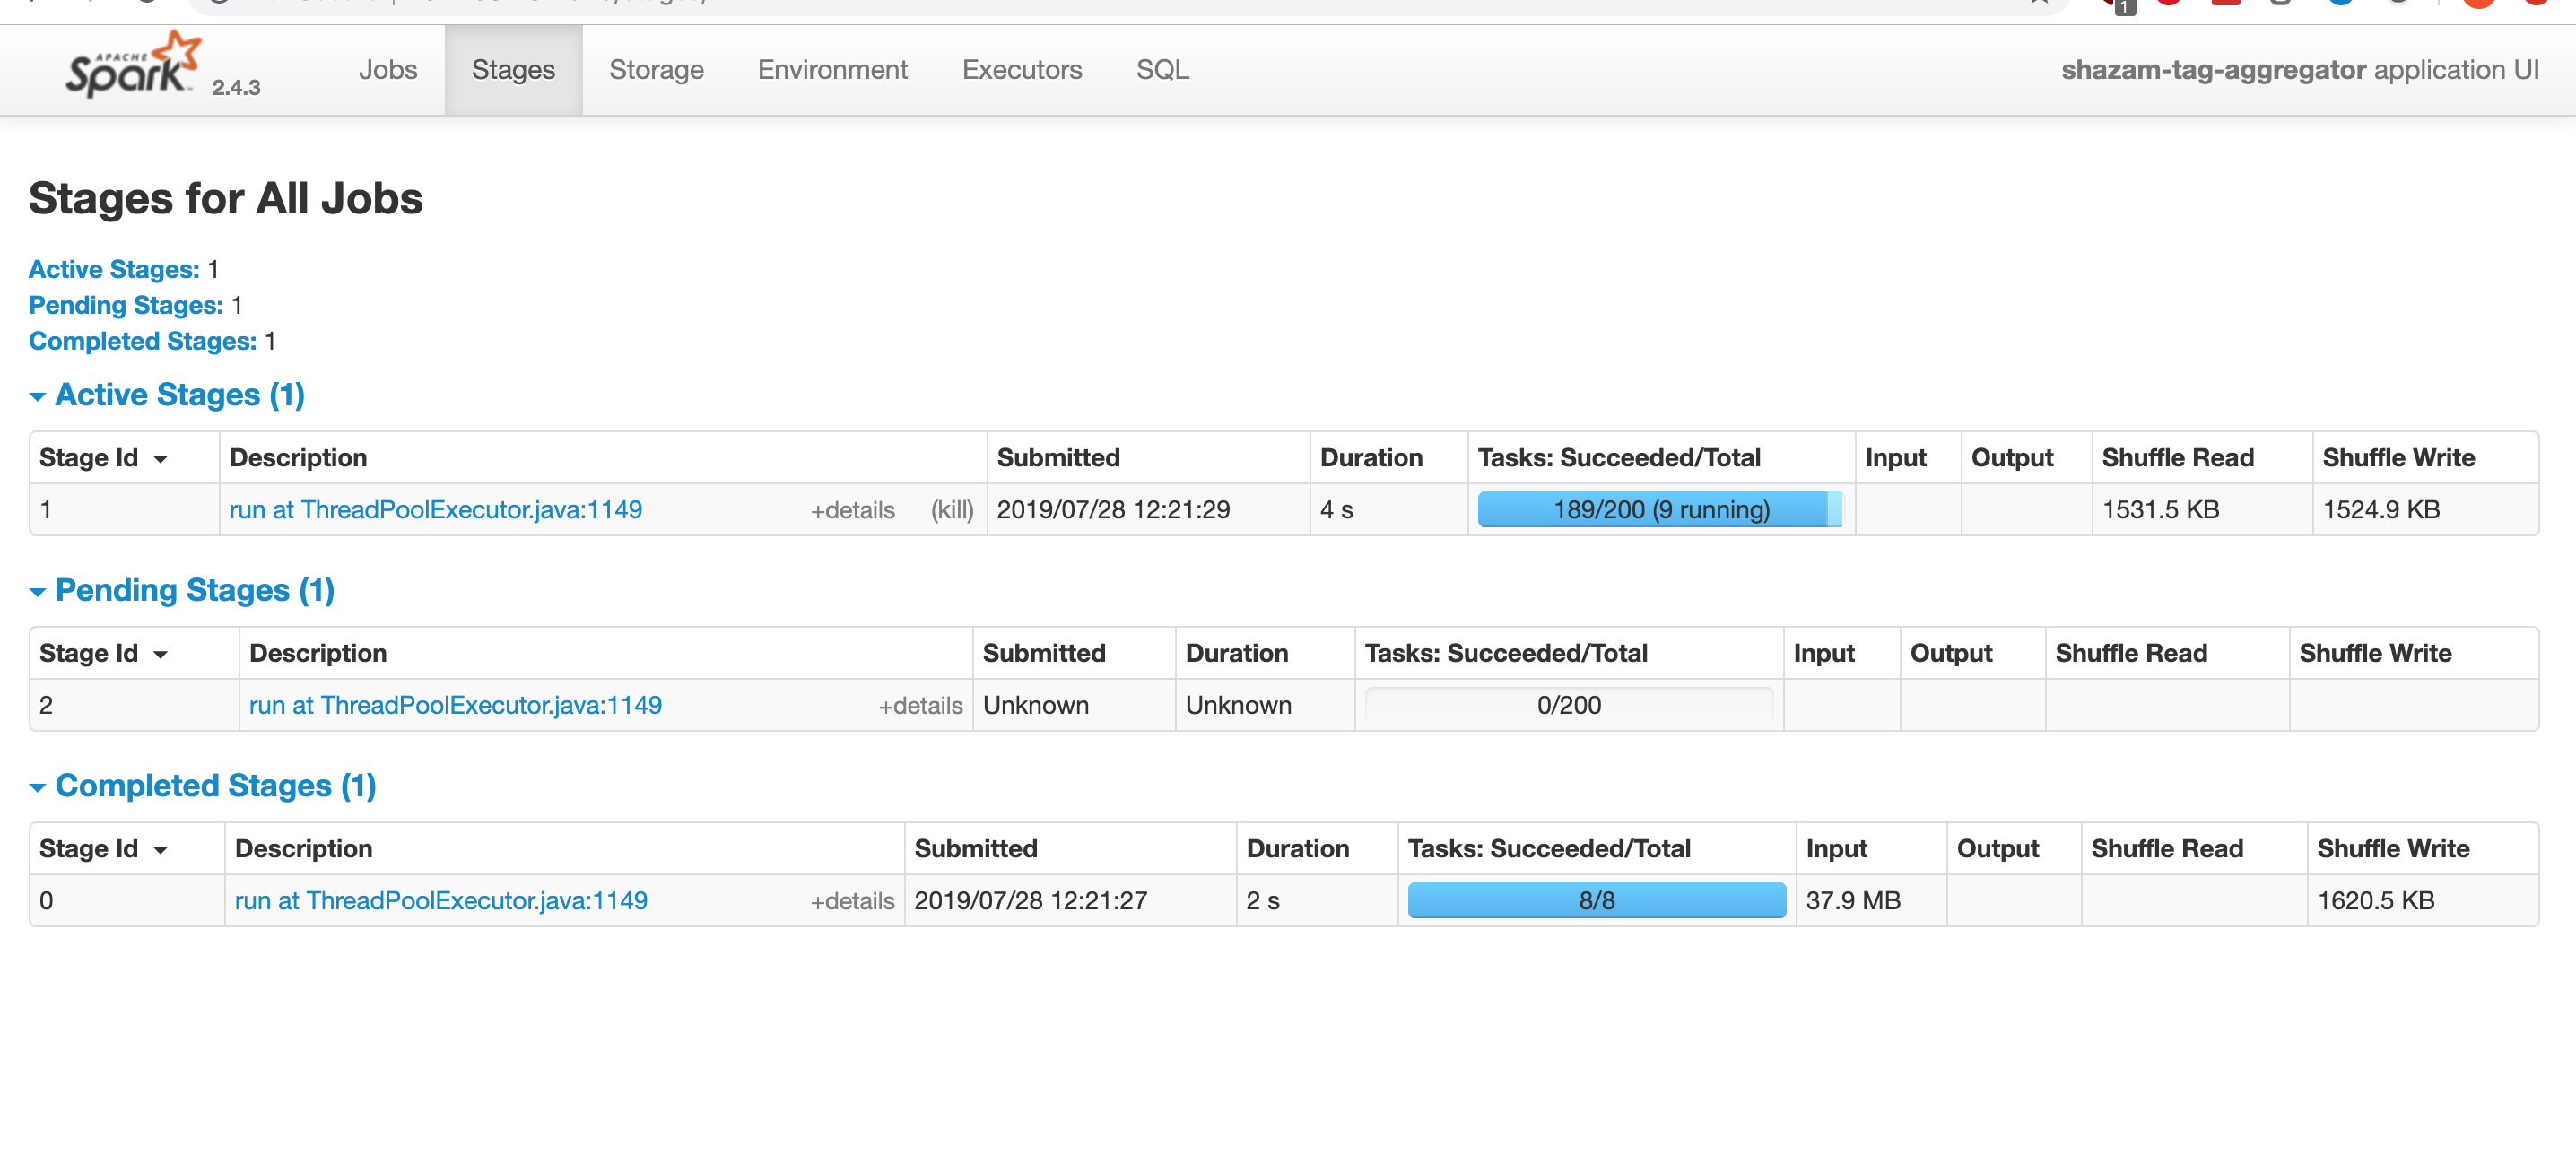 1
APACHE
Spark 2.4.3 Jobs Stages Storage Environment Executors SQL shazam-tag-aggregator application UI
Stages for All Jobs
Active Stages: 1
Pending Stages: 1
Completed Stages: 1
Active Stages (1)
Stage Id Description Submitted Duration Tasks: Succeeded/Total Input Output Shuffle Read Shuffle Write
1 run at ThreadPoolExecutor.java:1149 +details (kill) 2019/07/28 12:21:29 4 s 189/200 (9 running) 1531.5 KB 1524.9 KB
Pending Stages (1)
Stage Id Description Submitted Duration Tasks: Succeeded/Total Input Output Shuffle Read Shuffle Write
2 run at ThreadPoolExecutor.java:1149 +details Unknown Unknown 0/200
Completed Stages (1)
Stage Id Description Submitted Duration Tasks: Succeeded/Total Input Output Shuffle Read Shuffle Write
0 run at ThreadPoolExecutor.java:1149 +details 2019/07/28 12:21:27 2 s 8/8 37.9 MB 1620.5 KB